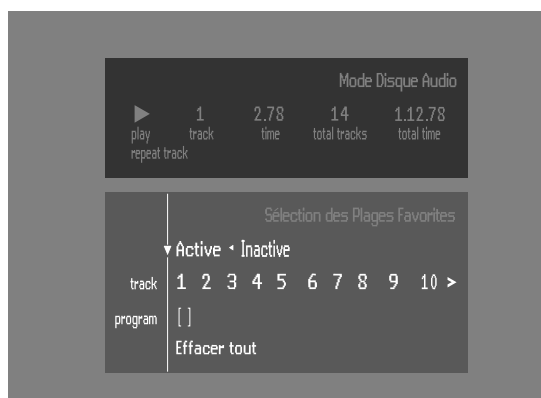 Mode Disque Audio
1 2.78 14 1.12.78
play track time total tracks total time
repeat track
Sélection des Plages Favorites
Active Inactive
track 1 2 3 4 5 6 7 8 9 10 >
program [ ]
Effacer tout